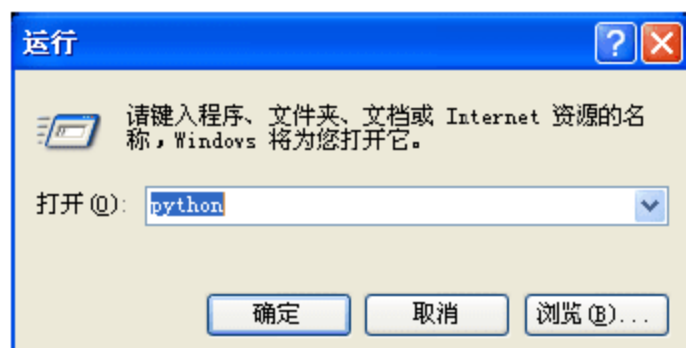 运行
请键入程序、文件夹、文档或 Internet 资源的名
称，Windows 将为您打开它。
打开(O): python
确定 取消 浏览(B)...